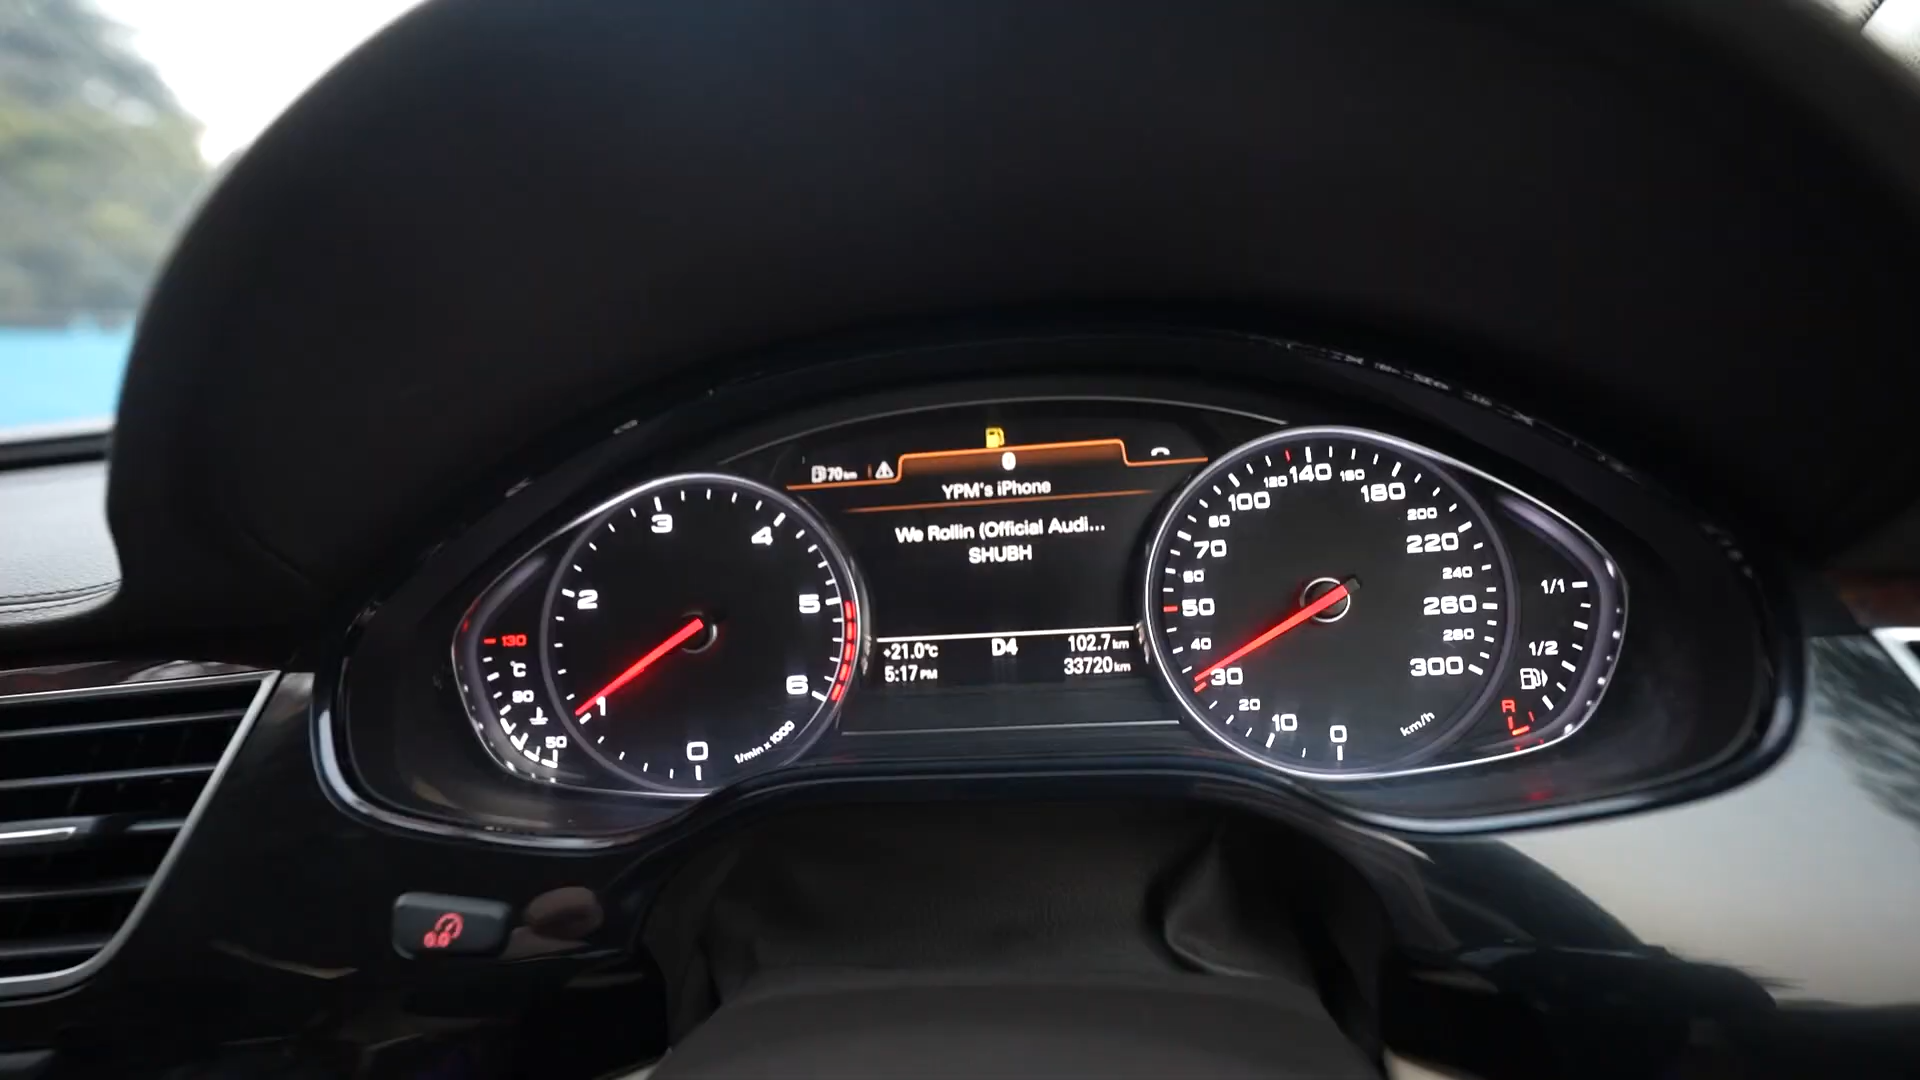 70 km
YPM's iPhone
We Rollin (Official Audi...
SHUBH
+21.0°C
D4
102.7 km
5:17 PM
33720 km
0
1
2
3
4
5
6
1/min x 1000
130
°C
90
50
0
10
20
30
40
50
60
70
80
100
120
140
160
180
200
220
240
260
280
300
km/h
1/1
1/2
R